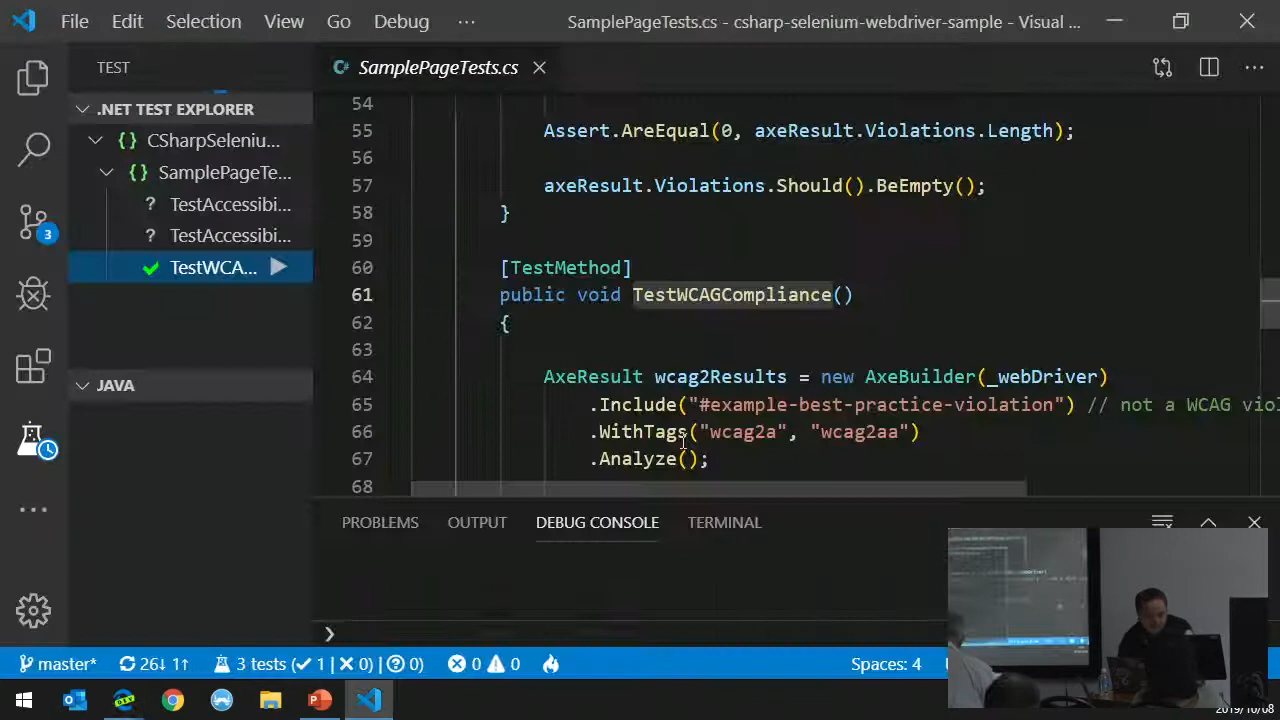 File Edit Selection View Go Debug ··· SamplePageTests.cs - csharp-selenium-webdriver-sample - Visual ...
TEST
SamplePageTests.cs
.NET TEST EXPLORER
CSharpSeleniu...
SamplePageTe...
? TestAccessibi...
? TestAccessibi...
TestWCA...
JAVA
3
54
55 Assert.AreEqual(0, axeResult.Violations.Length);
56
57 axeResult.Violations.Should().BeEmpty();
58 }
59
60 [TestMethod]
61 public void TestWCAGCompliance()
62 {
63
64 AxeResult wcag2Results = new AxeBuilder(_webDriver)
65 .Include("#example-best-practice-violation") // not a WCAG viol
66 .WithTags("wcag2a", "wcag2aa")
67 .Analyze();
68
PROBLEMS OUTPUT DEBUG CONSOLE TERMINAL
❯
master* 26↓ 1↑ 3 tests (✓ 1 | ✕ 0) | ? 0) 0 0 Spaces: 4
2019/10/08